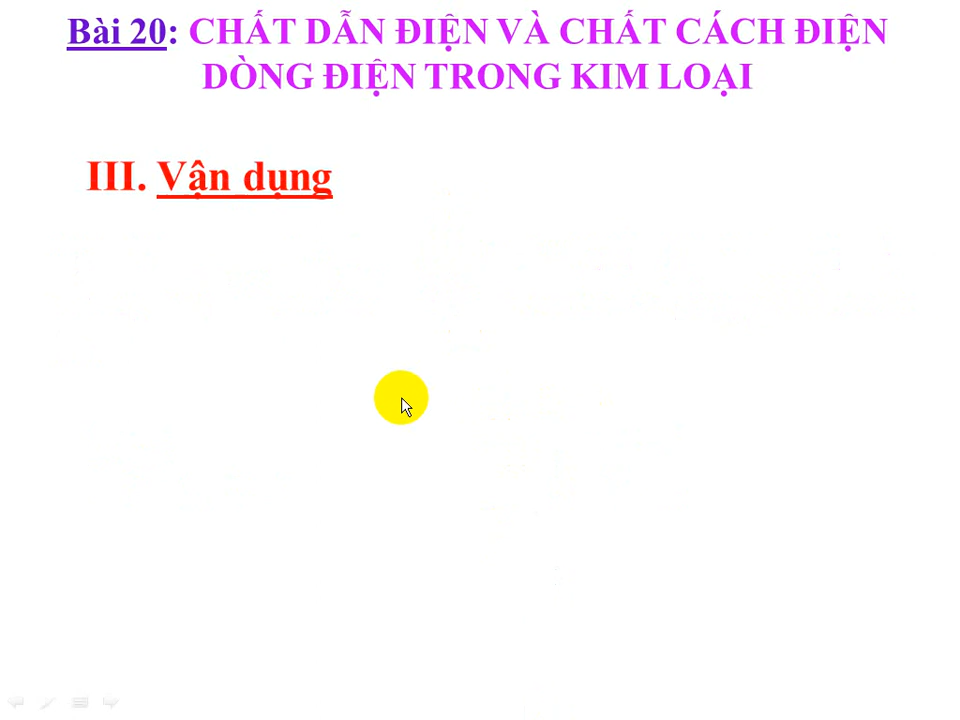 Bài 20: CHẤT DẪN ĐIỆN VÀ CHẤT CÁCH ĐIỆN
DÒNG ĐIỆN TRONG KIM LOẠI
III. Vận dụng